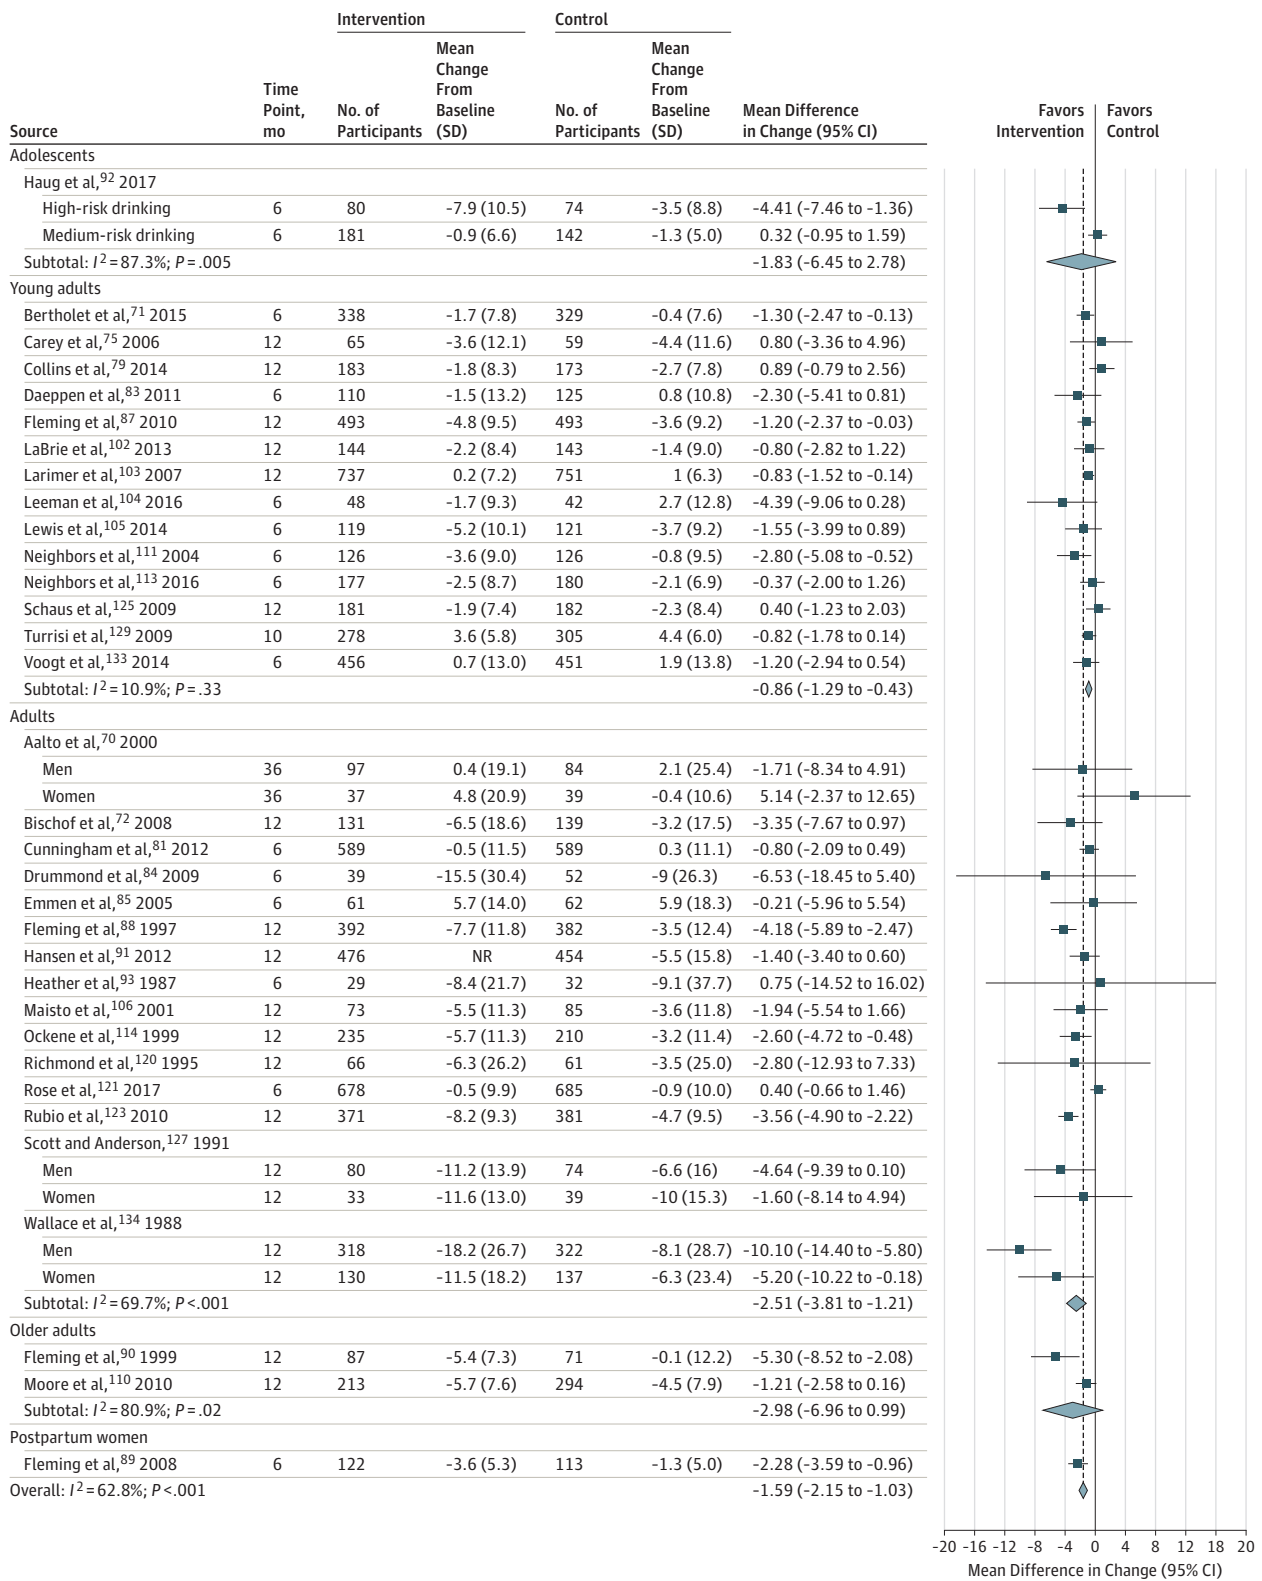 Intervention Control
Source Time Point, mo No. of Participants Mean Change From Baseline (SD) No. of Participants Mean Change From Baseline (SD) Mean Difference in Change (95% CI) Favors Intervention Favors Control
Adolescents
Haug et al,92 2017
High-risk drinking 6 80 -7.9 (10.5) 74 -3.5 (8.8) -4.41 (-7.46 to -1.36)
Medium-risk drinking 6 181 -0.9 (6.6) 142 -1.3 (5.0) 0.32 (-0.95 to 1.59)
Subtotal: I2 = 87.3%; P = .005 -1.83 (-6.45 to 2.78)
Young adults
Bertholet et al,71 2015 6 338 -1.7 (7.8) 329 -0.4 (7.6) -1.30 (-2.47 to -0.13)
Carey et al,75 2006 12 65 -3.6 (12.1) 59 -4.4 (11.6) 0.80 (-3.36 to 4.96)
Collins et al,79 2014 12 183 -1.8 (8.3) 173 -2.7 (7.8) 0.89 (-0.79 to 2.56)
Daeppen et al,83 2011 6 110 -1.5 (13.2) 125 0.8 (10.8) -2.30 (-5.41 to 0.81)
Fleming et al,87 2010 12 493 -4.8 (9.5) 493 -3.6 (9.2) -1.20 (-2.37 to -0.03)
LaBrie et al,102 2013 12 144 -2.2 (8.4) 143 -1.4 (9.0) -0.80 (-2.82 to 1.22)
Larimer et al,103 2007 12 737 0.2 (7.2) 751 1 (6.3) -0.83 (-1.52 to -0.14)
Leeman et al,104 2016 6 48 -1.7 (9.3) 42 2.7 (12.8) -4.39 (-9.06 to 0.28)
Lewis et al,105 2014 6 119 -5.2 (10.1) 121 -3.7 (9.2) -1.55 (-3.99 to 0.89)
Neighbors et al,111 2004 6 126 -3.6 (9.0) 126 -0.8 (9.5) -2.80 (-5.08 to -0.52)
Neighbors et al,113 2016 6 177 -2.5 (8.7) 180 -2.1 (6.9) -0.37 (-2.00 to 1.26)
Schaus et al,125 2009 12 181 -1.9 (7.4) 182 -2.3 (8.4) 0.40 (-1.23 to 2.03)
Turrisi et al,129 2009 10 278 3.6 (5.8) 305 4.4 (6.0) -0.82 (-1.78 to 0.14)
Voogt et al,133 2014 6 456 0.7 (13.0) 451 1.9 (13.8) -1.20 (-2.94 to 0.54)
Subtotal: I2 = 10.9%; P = .33 -0.86 (-1.29 to -0.43)
Adults
Aalto et al,70 2000
Men 36 97 0.4 (19.1) 84 2.1 (25.4) -1.71 (-8.34 to 4.91)
Women 36 37 4.8 (20.9) 39 -0.4 (10.6) 5.14 (-2.37 to 12.65)
Bischof et al,72 2008 12 131 -6.5 (18.6) 139 -3.2 (17.5) -3.35 (-7.67 to 0.97)
Cunningham et al,81 2012 6 589 -0.5 (11.5) 589 0.3 (11.1) -0.80 (-2.09 to 0.49)
Drummond et al,84 2009 6 39 -15.5 (30.4) 52 -9 (26.3) -6.53 (-18.45 to 5.40)
Emmen et al,85 2005 6 61 5.7 (14.0) 62 5.9 (18.3) -0.21 (-5.96 to 5.54)
Fleming et al,88 1997 12 392 -7.7 (11.8) 382 -3.5 (12.4) -4.18 (-5.89 to -2.47)
Hansen et al,91 2012 12 476 NR 454 -5.5 (15.8) -1.40 (-3.40 to 0.60)
Heather et al,93 1987 6 29 -8.4 (21.7) 32 -9.1 (37.7) 0.75 (-14.52 to 16.02)
Maisto et al,106 2001 12 73 -5.5 (11.3) 85 -3.6 (11.8) -1.94 (-5.54 to 1.66)
Ockene et al,114 1999 12 235 -5.7 (11.3) 210 -3.2 (11.4) -2.60 (-4.72 to -0.48)
Richmond et al,120 1995 12 66 -6.3 (26.2) 61 -3.5 (25.0) -2.80 (-12.93 to 7.33)
Rose et al,121 2017 6 678 -0.5 (9.9) 685 -0.9 (10.0) 0.40 (-0.66 to 1.46)
Rubio et al,123 2010 12 371 -8.2 (9.3) 381 -4.7 (9.5) -3.56 (-4.90 to -2.22)
Scott and Anderson,127 1991
Men 12 80 -11.2 (13.9) 74 -6.6 (16) -4.64 (-9.39 to 0.10)
Women 12 33 -11.6 (13.0) 39 -10 (15.3) -1.60 (-8.14 to 4.94)
Wallace et al,134 1988
Men 12 318 -18.2 (26.7) 322 -8.1 (28.7) -10.10 (-14.40 to -5.80)
Women 12 130 -11.5 (18.2) 137 -6.3 (23.4) -5.20 (-10.22 to -0.18)
Subtotal: I2 = 69.7%; P <.001 -2.51 (-3.81 to -1.21)
Older adults
Fleming et al,90 1999 12 87 -5.4 (7.3) 71 -0.1 (12.2) -5.30 (-8.52 to -2.08)
Moore et al,110 2010 12 213 -5.7 (7.6) 294 -4.5 (7.9) -1.21 (-2.58 to 0.16)
Subtotal: I2 = 80.9%; P = .02 -2.98 (-6.96 to 0.99)
Postpartum women
Fleming et al,89 2008 6 122 -3.6 (5.3) 113 -1.3 (5.0) -2.28 (-3.59 to -0.96)
Overall: I2 = 62.8%; P <.001 -1.59 (-2.15 to -1.03)
-20 -16 -12 -8 -4 0 4 8 12 18 20
Mean Difference in Change (95% CI)